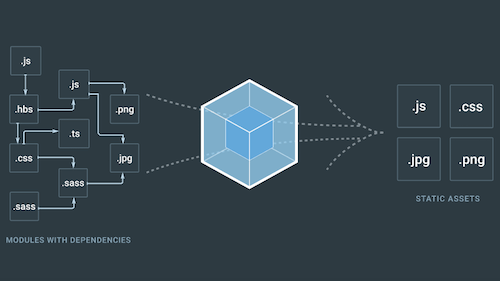 .js
.js
.hbs
.png
.ts
.css
.jpg
.sass
.sass
MODULES WITH DEPENDENCIES
.js
.css
.jpg
.png
STATIC ASSETS